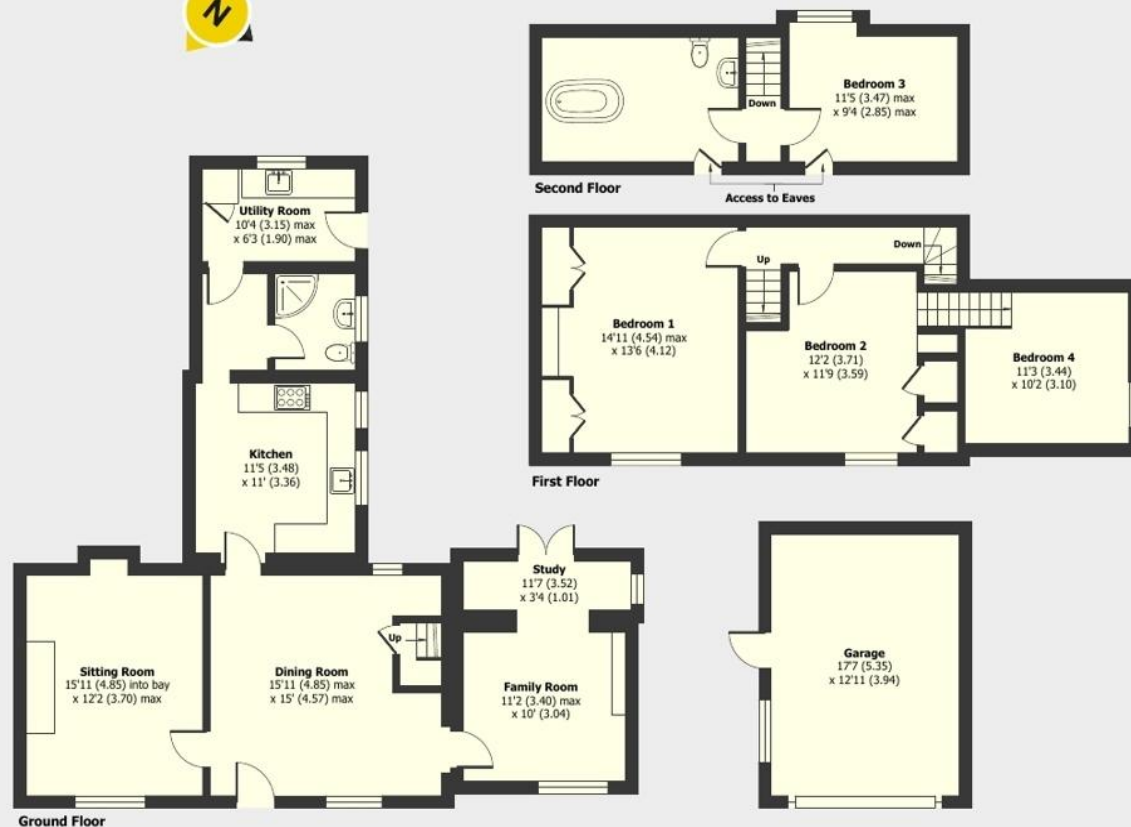 N
Bedroom 3
11'5 (3.47) max
x 9'4 (2.85) max
Down
Second Floor
Access to Eaves
Utility Room
10'4 (3.15) max
x 6'3 (1.90) max
Down
Up
Bedroom 1
14'11 (4.54) max
x 13'6 (4.12)
Bedroom 2
12'2 (3.71)
x 11'9 (3.59)
Bedroom 4
11'3 (3.44)
x 10'2 (3.10)
First Floor
Kitchen
11'5 (3.48)
x 11' (3.36)
Study
11'7 (3.52)
x 3'4 (1.01)
Up
Sitting Room
15'11 (4.85) into bay
x 12'2 (3.70) max
Dining Room
15'11 (4.85) max
x 15' (4.57) max
Family Room
11'2 (3.40) max
x 10' (3.04)
Garage
17'7 (5.35)
x 12'11 (3.94)
Ground Floor